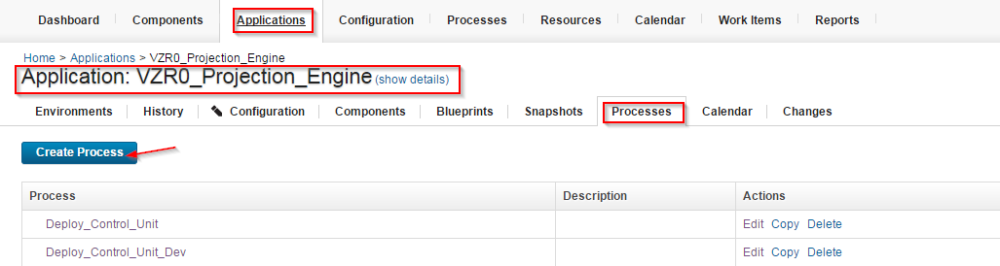 Dashboard Components Applications Configuration Processes Resources Calendar Work Items Reports
Home > Applications > VZR0_Projection_Engine
Application: VZR0_Projection_Engine (show details)
Environments History Configuration Components Blueprints Snapshots Processes Calendar Changes
Create Process
Process Description Actions
Deploy_Control_Unit Edit Copy Delete
Deploy_Control_Unit_Dev Edit Copy Delete